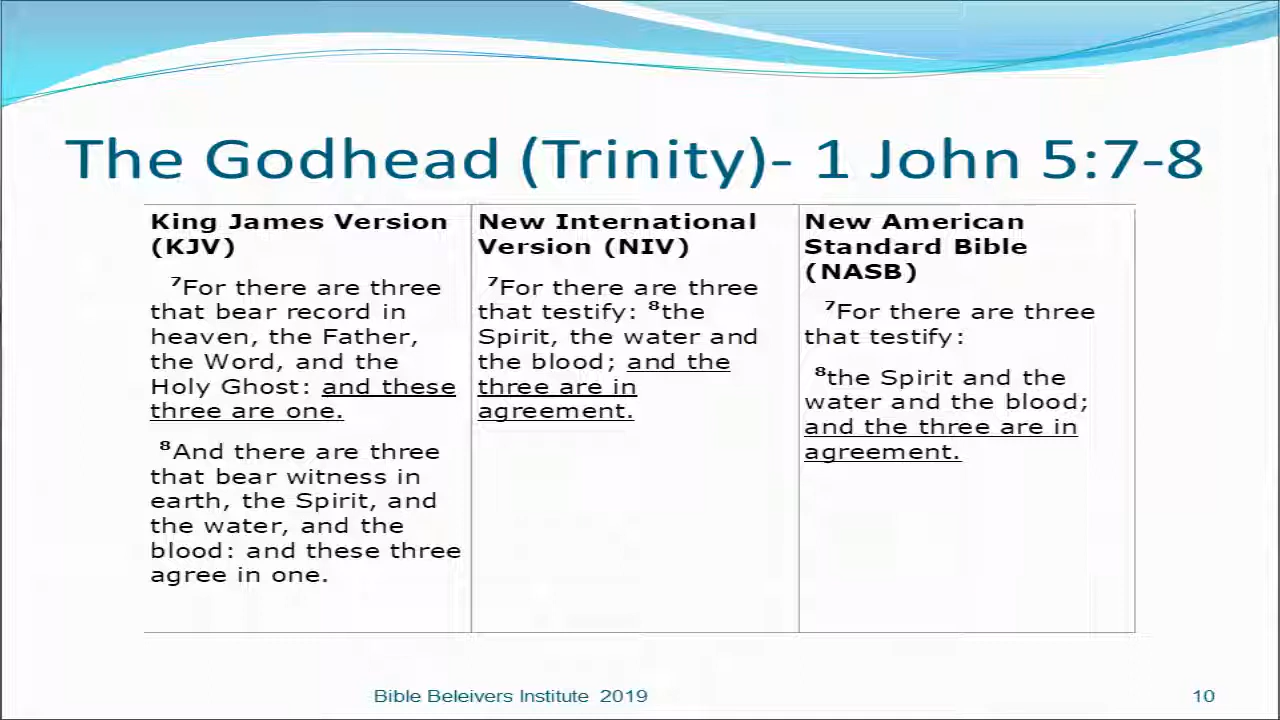 The Godhead (Trinity)- 1 John 5:7-8
King James Version
(KJV)
⁷For there are three
that bear record in
heaven, the Father,
the Word, and the
Holy Ghost: and these
three are one.
⁸And there are three
that bear witness in
earth, the Spirit, and
the water, and the
blood: and these three
agree in one.
New International
Version (NIV)
⁷For there are three
that testify: ⁸the
Spirit, the water and
the blood; and the
three are in
agreement.
New American
Standard Bible
(NASB)
⁷For there are three
that testify:
⁸the Spirit and the
water and the blood;
and the three are in
agreement.
Bible Beleivers Institute 2019
10